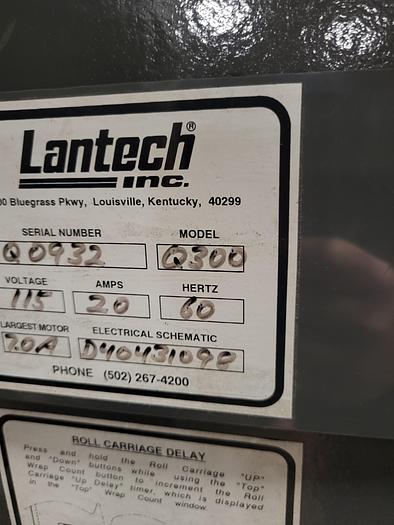 Lantech®
INC.
00 Bluegrass Pkwy, Louisville, Kentucky, 40299
SERIAL NUMBER MODEL
Q0932 Q300
VOLTAGE AMPS HERTZ
115 20 60
LARGEST MOTOR ELECTRICAL SCHEMATIC
20A D40431098
PHONE (502) 267-4200
ROLL CARRIAGE DELAY
Press and hold the Roll Carriage "UP"
and "Down" buttons while using the "Top"
Wrap Count button to increment the Roll
Carriage "Up Delay" timer, which is displayed
in the "Top" Wrap Count window.